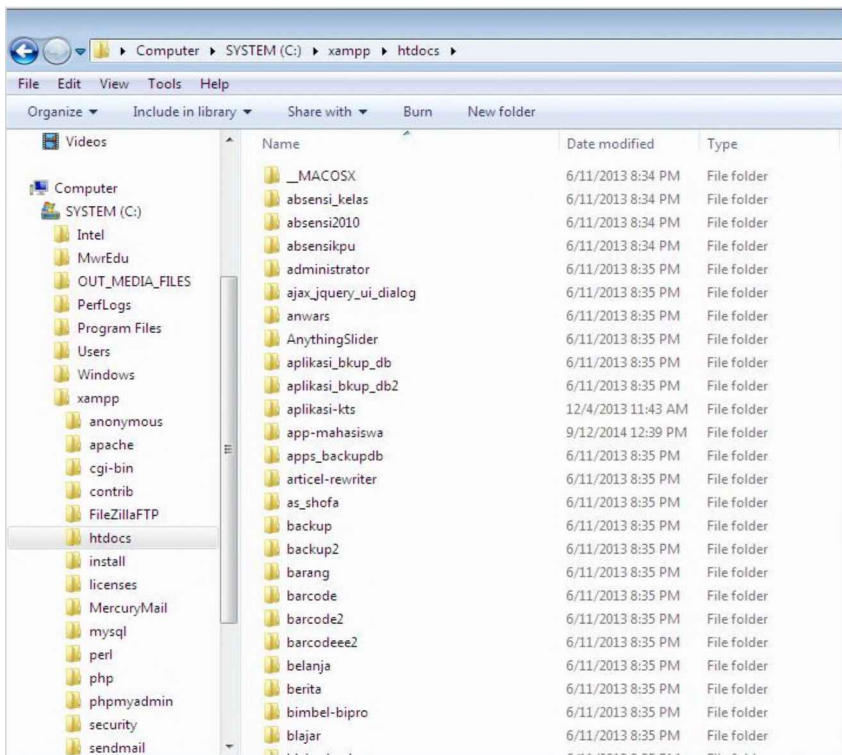 Computer SYSTEM (C:) xampp htdocs
File Edit View Tools Help
Organize Include in library Share with Burn New folder
Videos
Computer
SYSTEM (C:)
Intel
MwrEdu
OUT_MEDIA_FILES
PerfLogs
Program Files
Users
Windows
xampp
anonymous
apache
cgi-bin
contrib
FileZillaFTP
htdocs
install
licenses
MercuryMail
mysql
perl
php
phpmyadmin
security
sendmail
Name Date modified Type
__MACOSX 6/11/2013 8:34 PM File folder
absensi_kelas 6/11/2013 8:34 PM File folder
absensi2010 6/11/2013 8:34 PM File folder
absensikpu 6/11/2013 8:34 PM File folder
administrator 6/11/2013 8:35 PM File folder
ajax_jquery_ui_dialog 6/11/2013 8:35 PM File folder
anwars 6/11/2013 8:35 PM File folder
AnythingSlider 6/11/2013 8:35 PM File folder
aplikasi_bkup_db 6/11/2013 8:35 PM File folder
aplikasi_bkup_db2 6/11/2013 8:35 PM File folder
aplikasi-kts 12/4/2013 11:43 AM File folder
app-mahasiswa 9/12/2014 12:39 PM File folder
apps_backupdb 6/11/2013 8:35 PM File folder
articel-rewriter 6/11/2013 8:35 PM File folder
as_shofa 6/11/2013 8:35 PM File folder
backup 6/11/2013 8:35 PM File folder
backup2 6/11/2013 8:35 PM File folder
barang 6/11/2013 8:35 PM File folder
barcode 6/11/2013 8:35 PM File folder
barcode2 6/11/2013 8:35 PM File folder
barcodeee2 6/11/2013 8:35 PM File folder
belanja 6/11/2013 8:35 PM File folder
berita 6/11/2013 8:35 PM File folder
bimbel-bipro 6/11/2013 8:35 PM File folder
blajar 6/11/2013 8:35 PM File folder